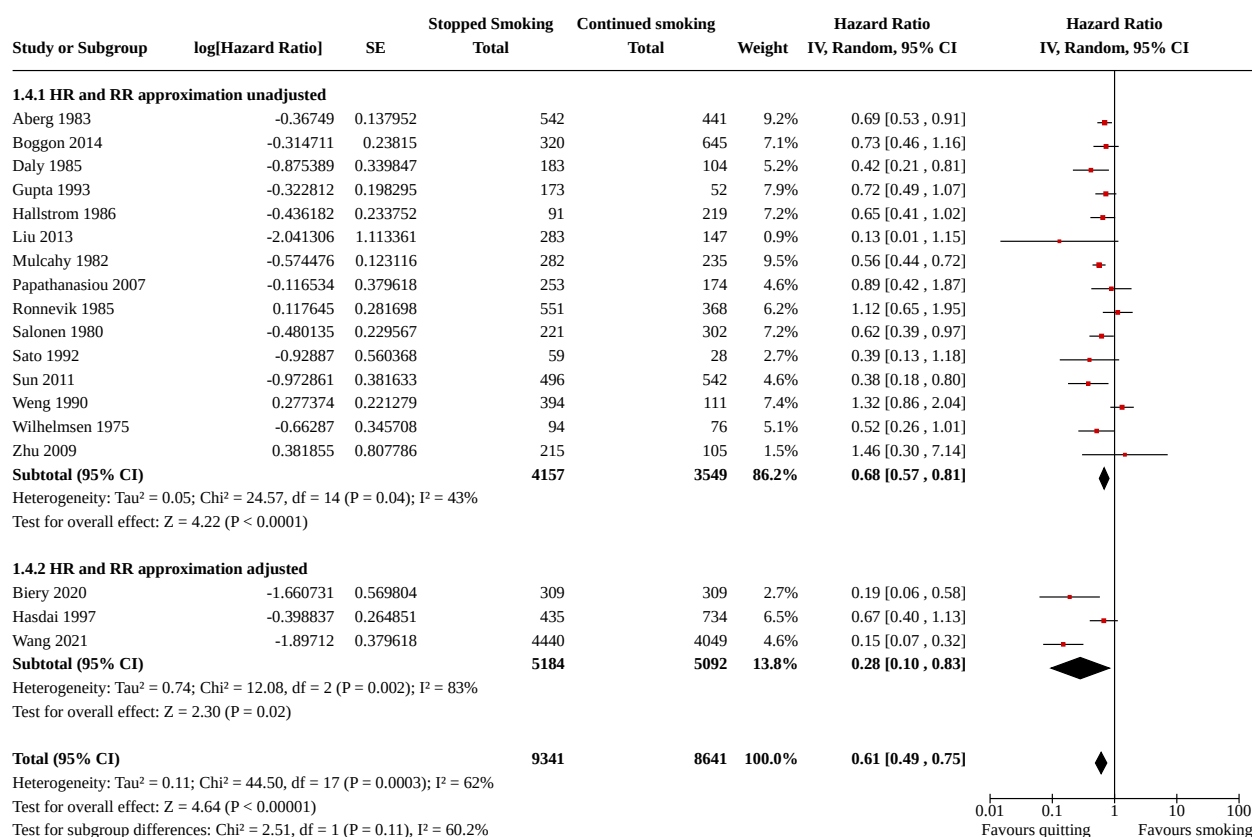 Stopped Smoking Continued smoking Hazard Ratio Hazard Ratio
Study or Subgroup log[Hazard Ratio] SE Total Total Weight IV, Random, 95% CI IV, Random, 95% CI
1.4.1 HR and RR approximation unadjusted
Aberg 1983 -0.36749 0.137952 542 441 9.2% 0.69 [0.53 , 0.91]
Boggon 2014 -0.314711 0.23815 320 645 7.1% 0.73 [0.46 , 1.16]
Daly 1985 -0.875389 0.339847 183 104 5.2% 0.42 [0.21 , 0.81]
Gupta 1993 -0.322812 0.198295 173 52 7.9% 0.72 [0.49 , 1.07]
Hallstrom 1986 -0.436182 0.233752 91 219 7.2% 0.65 [0.41 , 1.02]
Liu 2013 -2.041306 1.113361 283 147 0.9% 0.13 [0.01 , 1.15]
Mulcahy 1982 -0.574476 0.123116 282 235 9.5% 0.56 [0.44 , 0.72]
Papathanasiou 2007 -0.116534 0.379618 253 174 4.6% 0.89 [0.42 , 1.87]
Ronnevik 1985 0.117645 0.281698 551 368 6.2% 1.12 [0.65 , 1.95]
Salonen 1980 -0.480135 0.229567 221 302 7.2% 0.62 [0.39 , 0.97]
Sato 1992 -0.92887 0.560368 59 28 2.7% 0.39 [0.13 , 1.18]
Sun 2011 -0.972861 0.381633 496 542 4.6% 0.38 [0.18 , 0.80]
Weng 1990 0.277374 0.221279 394 111 7.4% 1.32 [0.86 , 2.04]
Wilhelmsen 1975 -0.66287 0.345708 94 76 5.1% 0.52 [0.26 , 1.01]
Zhu 2009 0.381855 0.807786 215 105 1.5% 1.46 [0.30 , 7.14]
Subtotal (95% CI) 4157 3549 86.2% 0.68 [0.57 , 0.81]
Heterogeneity: Tau² = 0.05; Chi² = 24.57, df = 14 (P = 0.04); I² = 43%
Test for overall effect: Z = 4.22 (P < 0.0001)
1.4.2 HR and RR approximation adjusted
Biery 2020 -1.660731 0.569804 309 309 2.7% 0.19 [0.06 , 0.58]
Hasdai 1997 -0.398837 0.264851 435 734 6.5% 0.67 [0.40 , 1.13]
Wang 2021 -1.89712 0.379618 4440 4049 4.6% 0.15 [0.07 , 0.32]
Subtotal (95% CI) 5184 5092 13.8% 0.28 [0.10 , 0.83]
Heterogeneity: Tau² = 0.74; Chi² = 12.08, df = 2 (P = 0.002); I² = 83%
Test for overall effect: Z = 2.30 (P = 0.02)
Total (95% CI) 9341 8641 100.0% 0.61 [0.49 , 0.75]
Heterogeneity: Tau² = 0.11; Chi² = 44.50, df = 17 (P = 0.0003); I² = 62%
Test for overall effect: Z = 4.64 (P < 0.00001)
Test for subgroup differences: Chi² = 2.51, df = 1 (P = 0.11), I² = 60.2%
0.01 0.1 1 10 100
Favours quitting Favours smoking